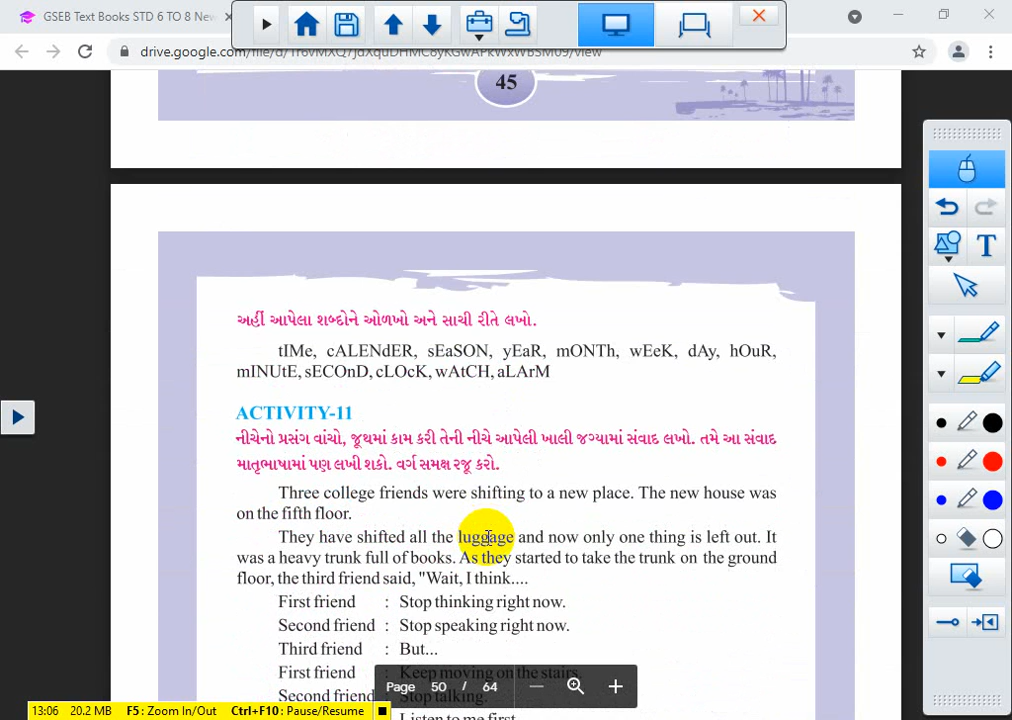 GSEB Text Books STD 6 TO 8 New
drive.google.com/file/d/1f6vMXQ7jdXquDHMC8yKGWAPKWxWBSMi09/view
45
અહીં આપેલા શબ્દોને ઓળખો અને સાચી રીતે લખો.
tIMe, cALENdER, sEaSON, yEaR, mONTh, wEeK, dAy, hOuR,
mINUtE, sECOnD, cLOcK, wAtCH, aLArM
ACTIVITY-11
નીચેનો પ્રસંગ વાંચો, જૂથમાં કામ કરી તેની નીચે આપેલી ખાલી જગ્યામાં સંવાદ લખો. તમે આ સંવાદ
માતૃભાષામાં પણ લખી શકો. વર્ગ સમક્ષ રજૂ કરો.
Three college friends were shifting to a new place. The new house was
on the fifth floor.
They have shifted all the luggage and now only one thing is left out. It
was a heavy trunk full of books. As they started to take the trunk on the ground
floor, the third friend said, "Wait, I think....
First friend : Stop thinking right now.
Second friend : Stop speaking right now.
Third friend : But...
First friend : Keep moving on the stairs.
Second friend : Stop talking.
Listen to me first
Page 50 / 64
T
13:06 20.2 MB F5: Zoom In/Out Ctrl+F10: Pause/Resume